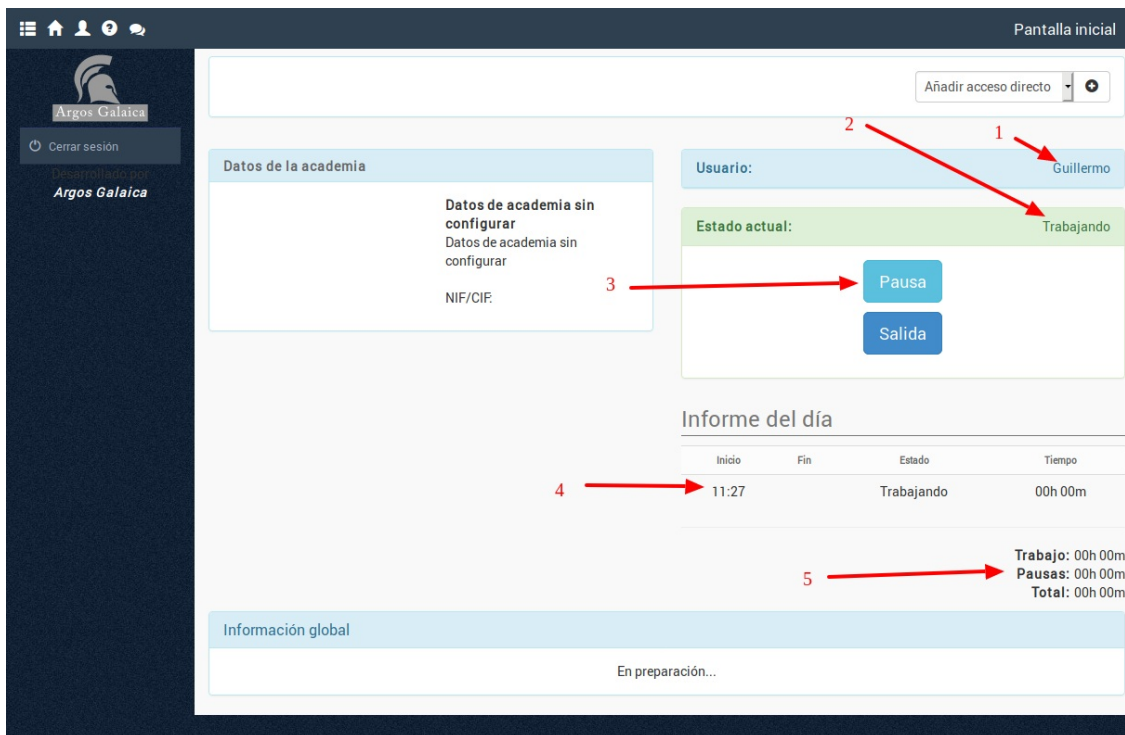 Pantalla inicial
Argos Galaica
Añadir acceso directo
Cerrar sesión
Desarrollado por
Argos Galaica
2
1
Datos de la academia
Usuario:
Guillermo
Datos de academia sin
configurar
Datos de academia sin
configurar
NIF/CIF:
Estado actual:
Trabajando
3
Pausa
Salida
Informe del día
Inicio Fin Estado Tiempo
4
11:27 Trabajando 00h 00m
Trabajo: 00h 00m
5
Pausas: 00h 00m
Total: 00h 00m
Información global
En preparación...